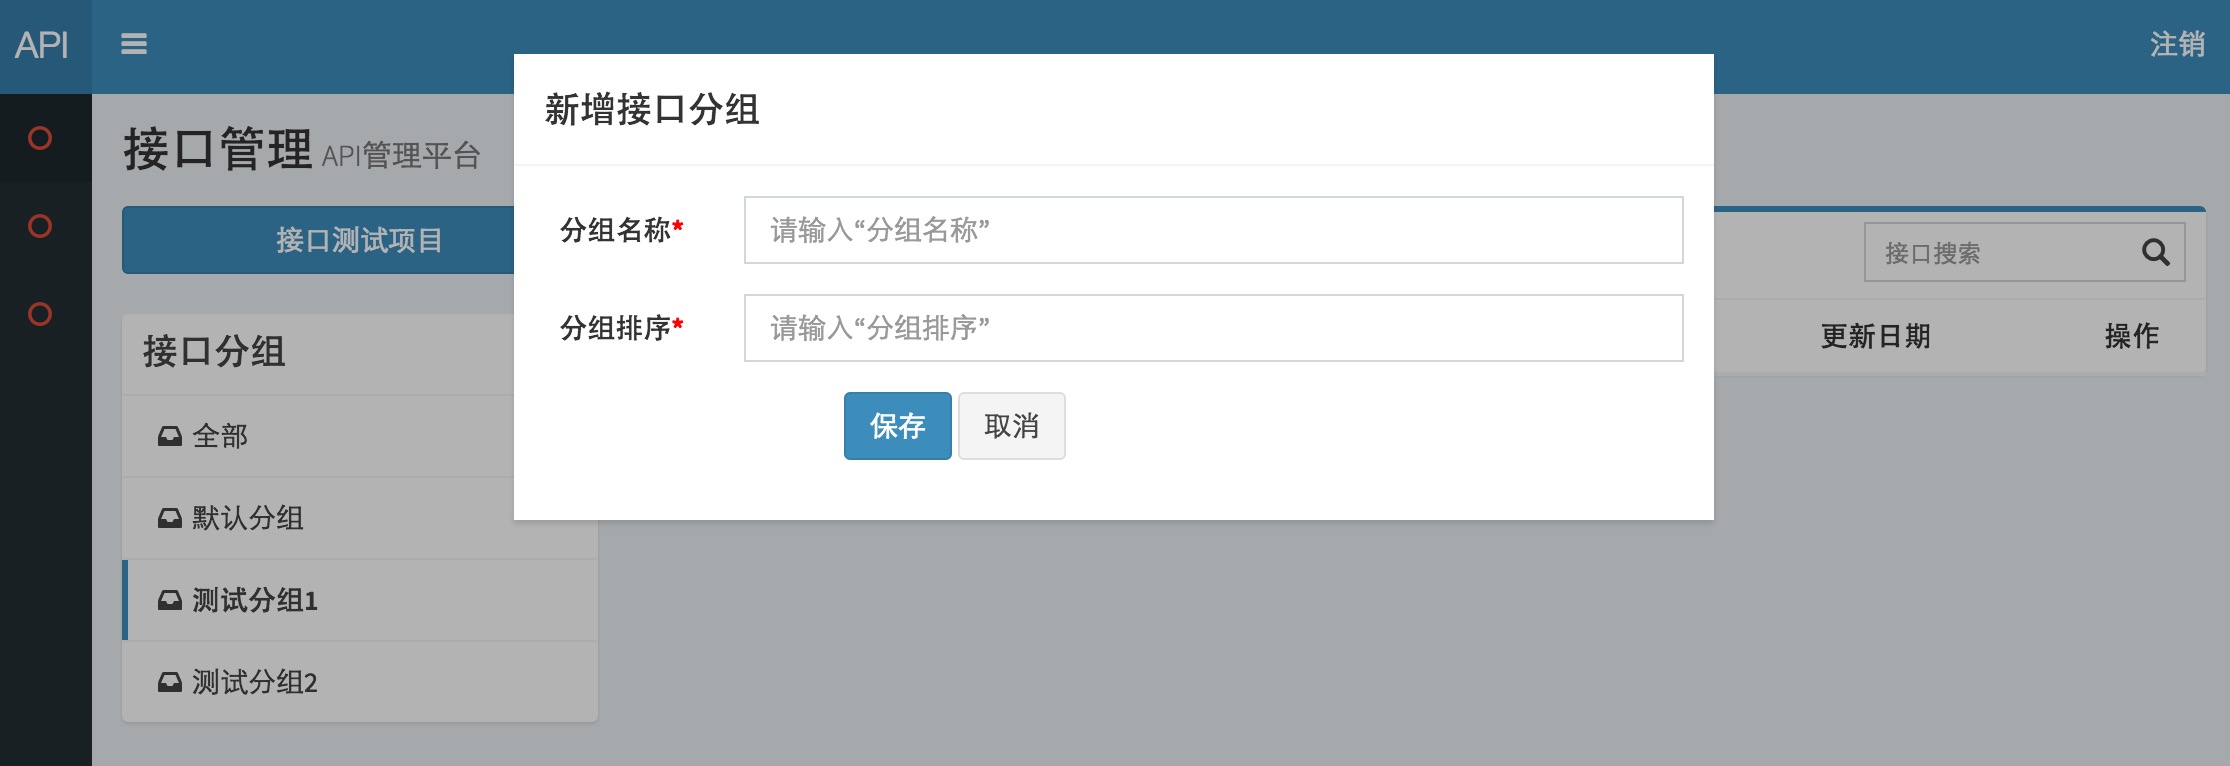 API
注销
新增接口分组
接口管理 API管理平台
分组名称*
请输入“分组名称”
接口测试项目
接口搜索
分组排序*
请输入“分组排序”
更新日期
操作
接口分组
保存
取消
全部
默认分组
测试分组1
测试分组2